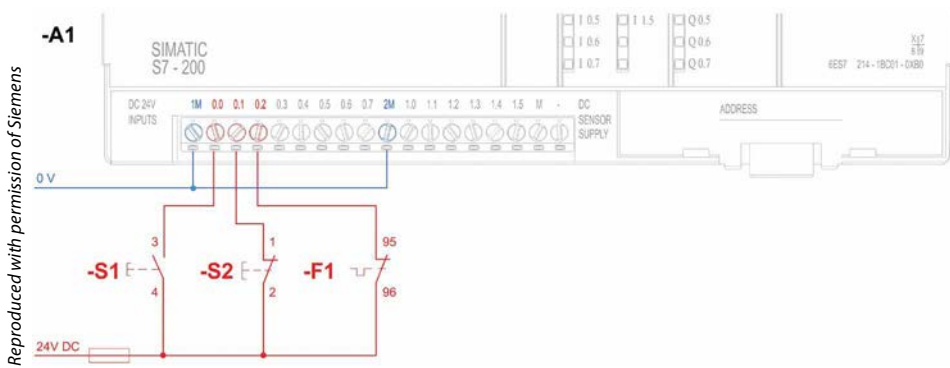 Reproduced with permission of Siemens
-A1
SIMATIC
S7 - 200
I 0.5 I 1.5 Q 0.5
I 0.6 Q 0.6
I 0.7 Q 0.7
X 1 7
8 19
6ES7 214 - 1BC01 - 0XB0
DC 24V
INPUTS
1M 0.0 0.1 0.2 0.3 0.4 0.5 0.6 0.7 2M 1.0 1.1 1.2 1.3 1.4 1.5 M -
DC
SENSOR
SUPPLY
ADDRESS
0 V
3 1 95
-S1 -S2 -F1
4 2 96
24V DC